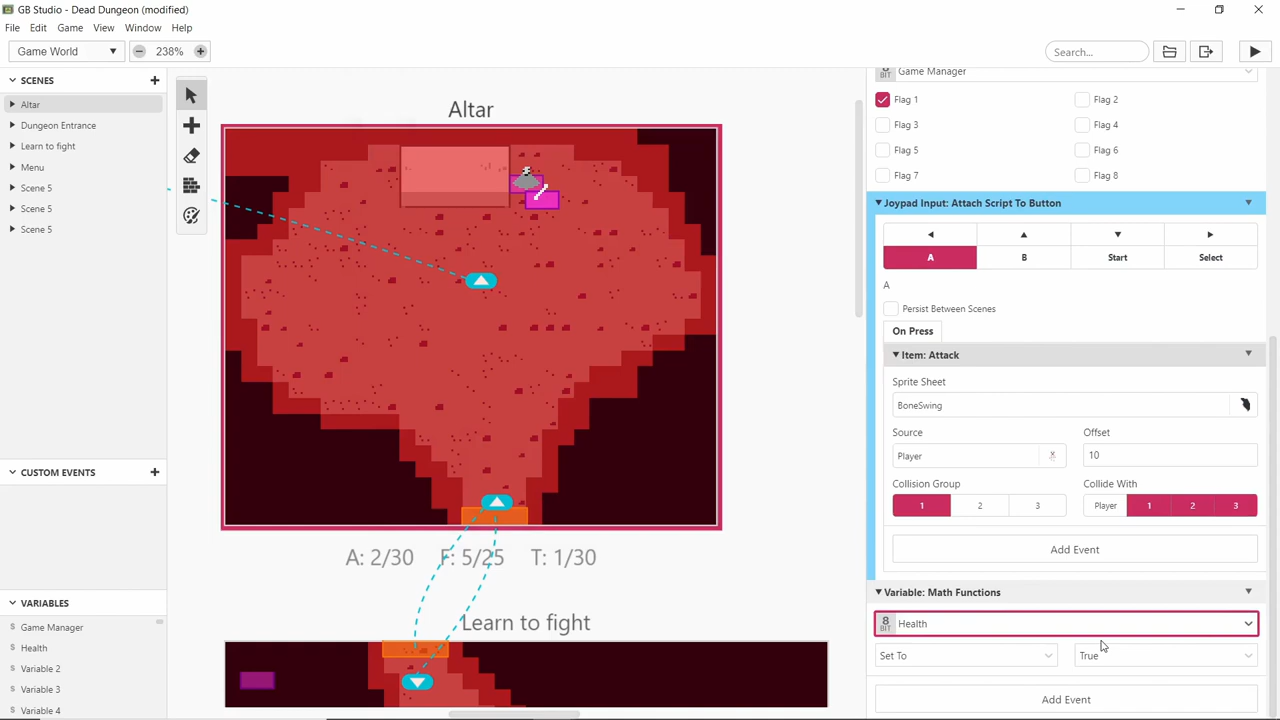 GB Studio - Dead Dungeon (modified)
File Edit Game View Window Help
Game World 238% Search...
SCENES
Altar
Dungeon Entrance
Learn to fight
Menu
Scene 5
Scene 5
Scene 5
CUSTOM EVENTS
VARIABLES
S Game Manager
S Health
S Variable 2
S Variable 3
S Variable 4
Altar
A: 2/30 F: 5/25 T: 1/30
Learn to fight
8 BIT Game Manager
Flag 1 Flag 2
Flag 3 Flag 4
Flag 5 Flag 6
Flag 7 Flag 8
Joypad Input: Attach Script To Button
A B Start Select
A
Persist Between Scenes
On Press
Item: Attack
Sprite Sheet
BoneSwing
Source Offset
Player 10
Collision Group Collide With
1 2 3 Player 1 2 3
Add Event
Variable: Math Functions
8 BIT Health
Set To True
Add Event